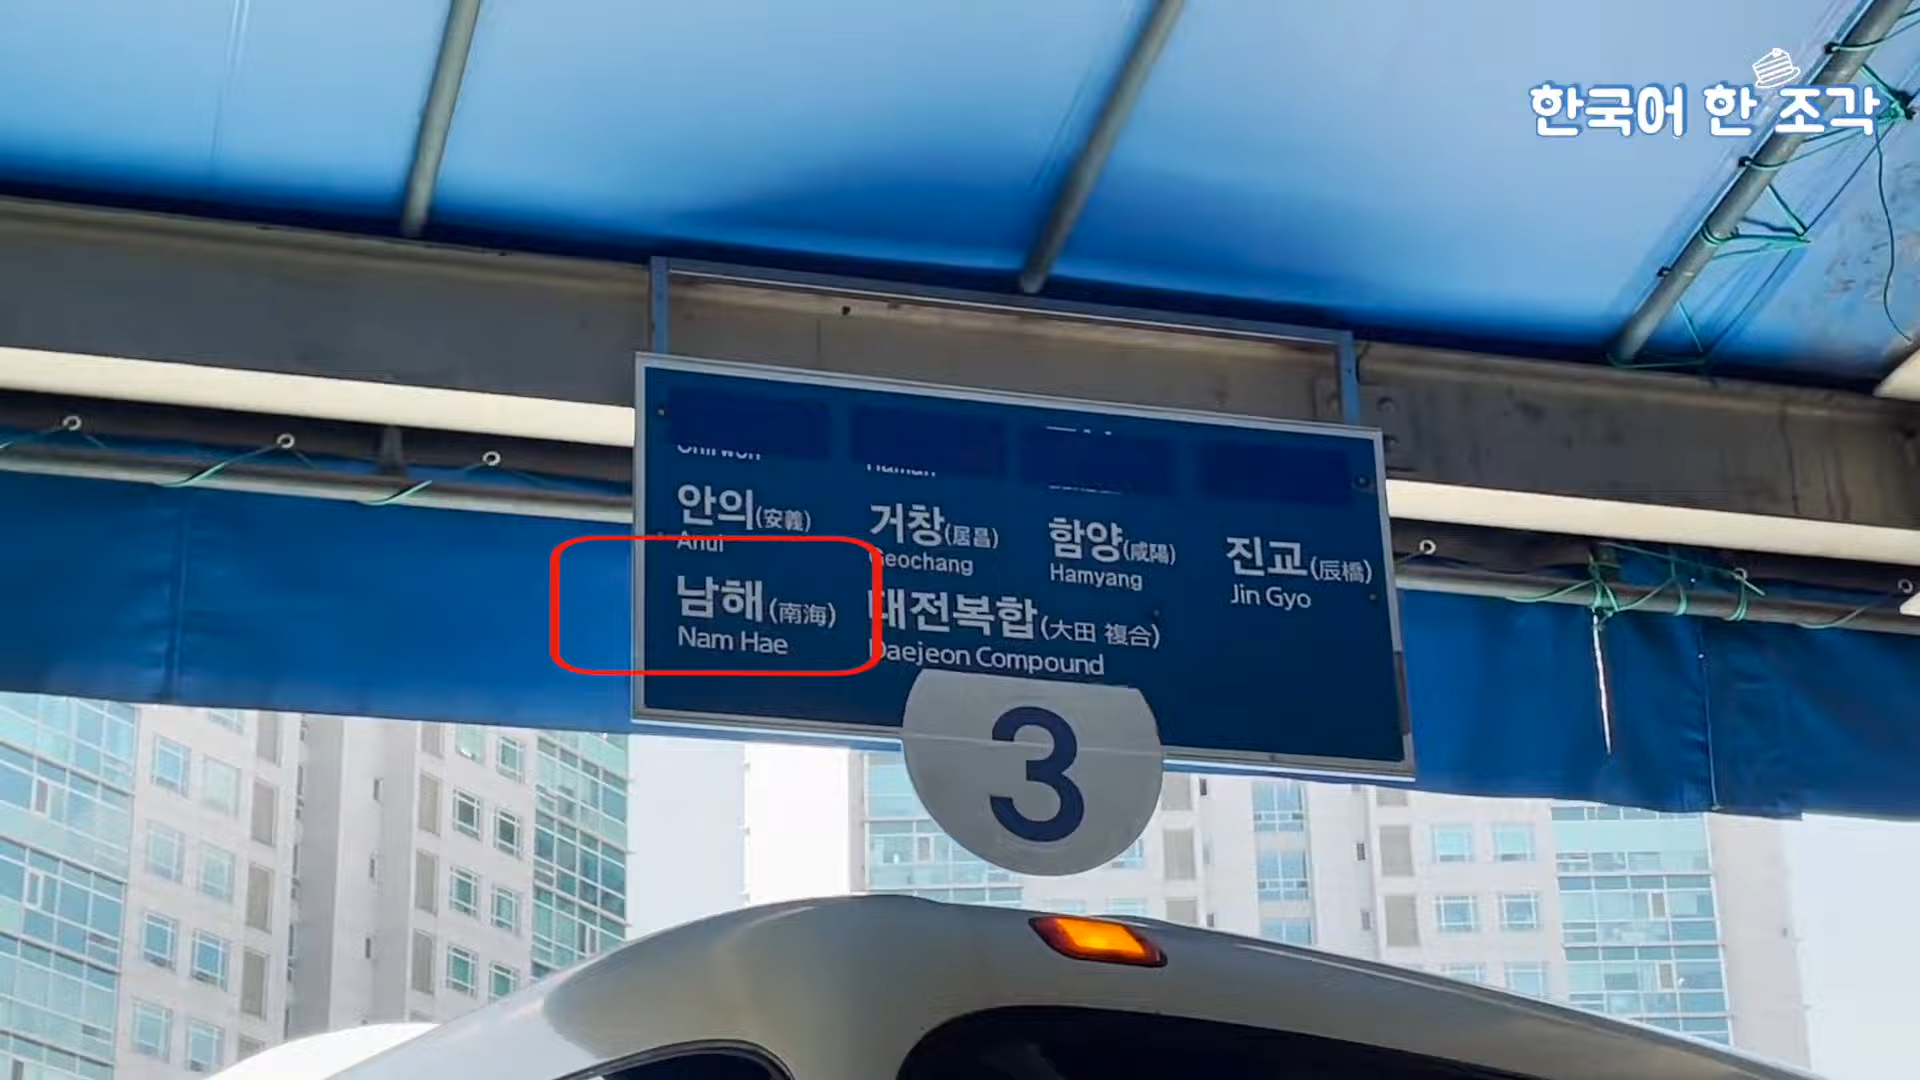 한국어 한 조각
안의(安義) 거창(居昌) 함양(咸陽) 진교(辰橋)
Anui Geochang Hamyang Jin Gyo
남해(南海) 대전복합(大田 複合)
Nam Hae Daejeon Compound
3